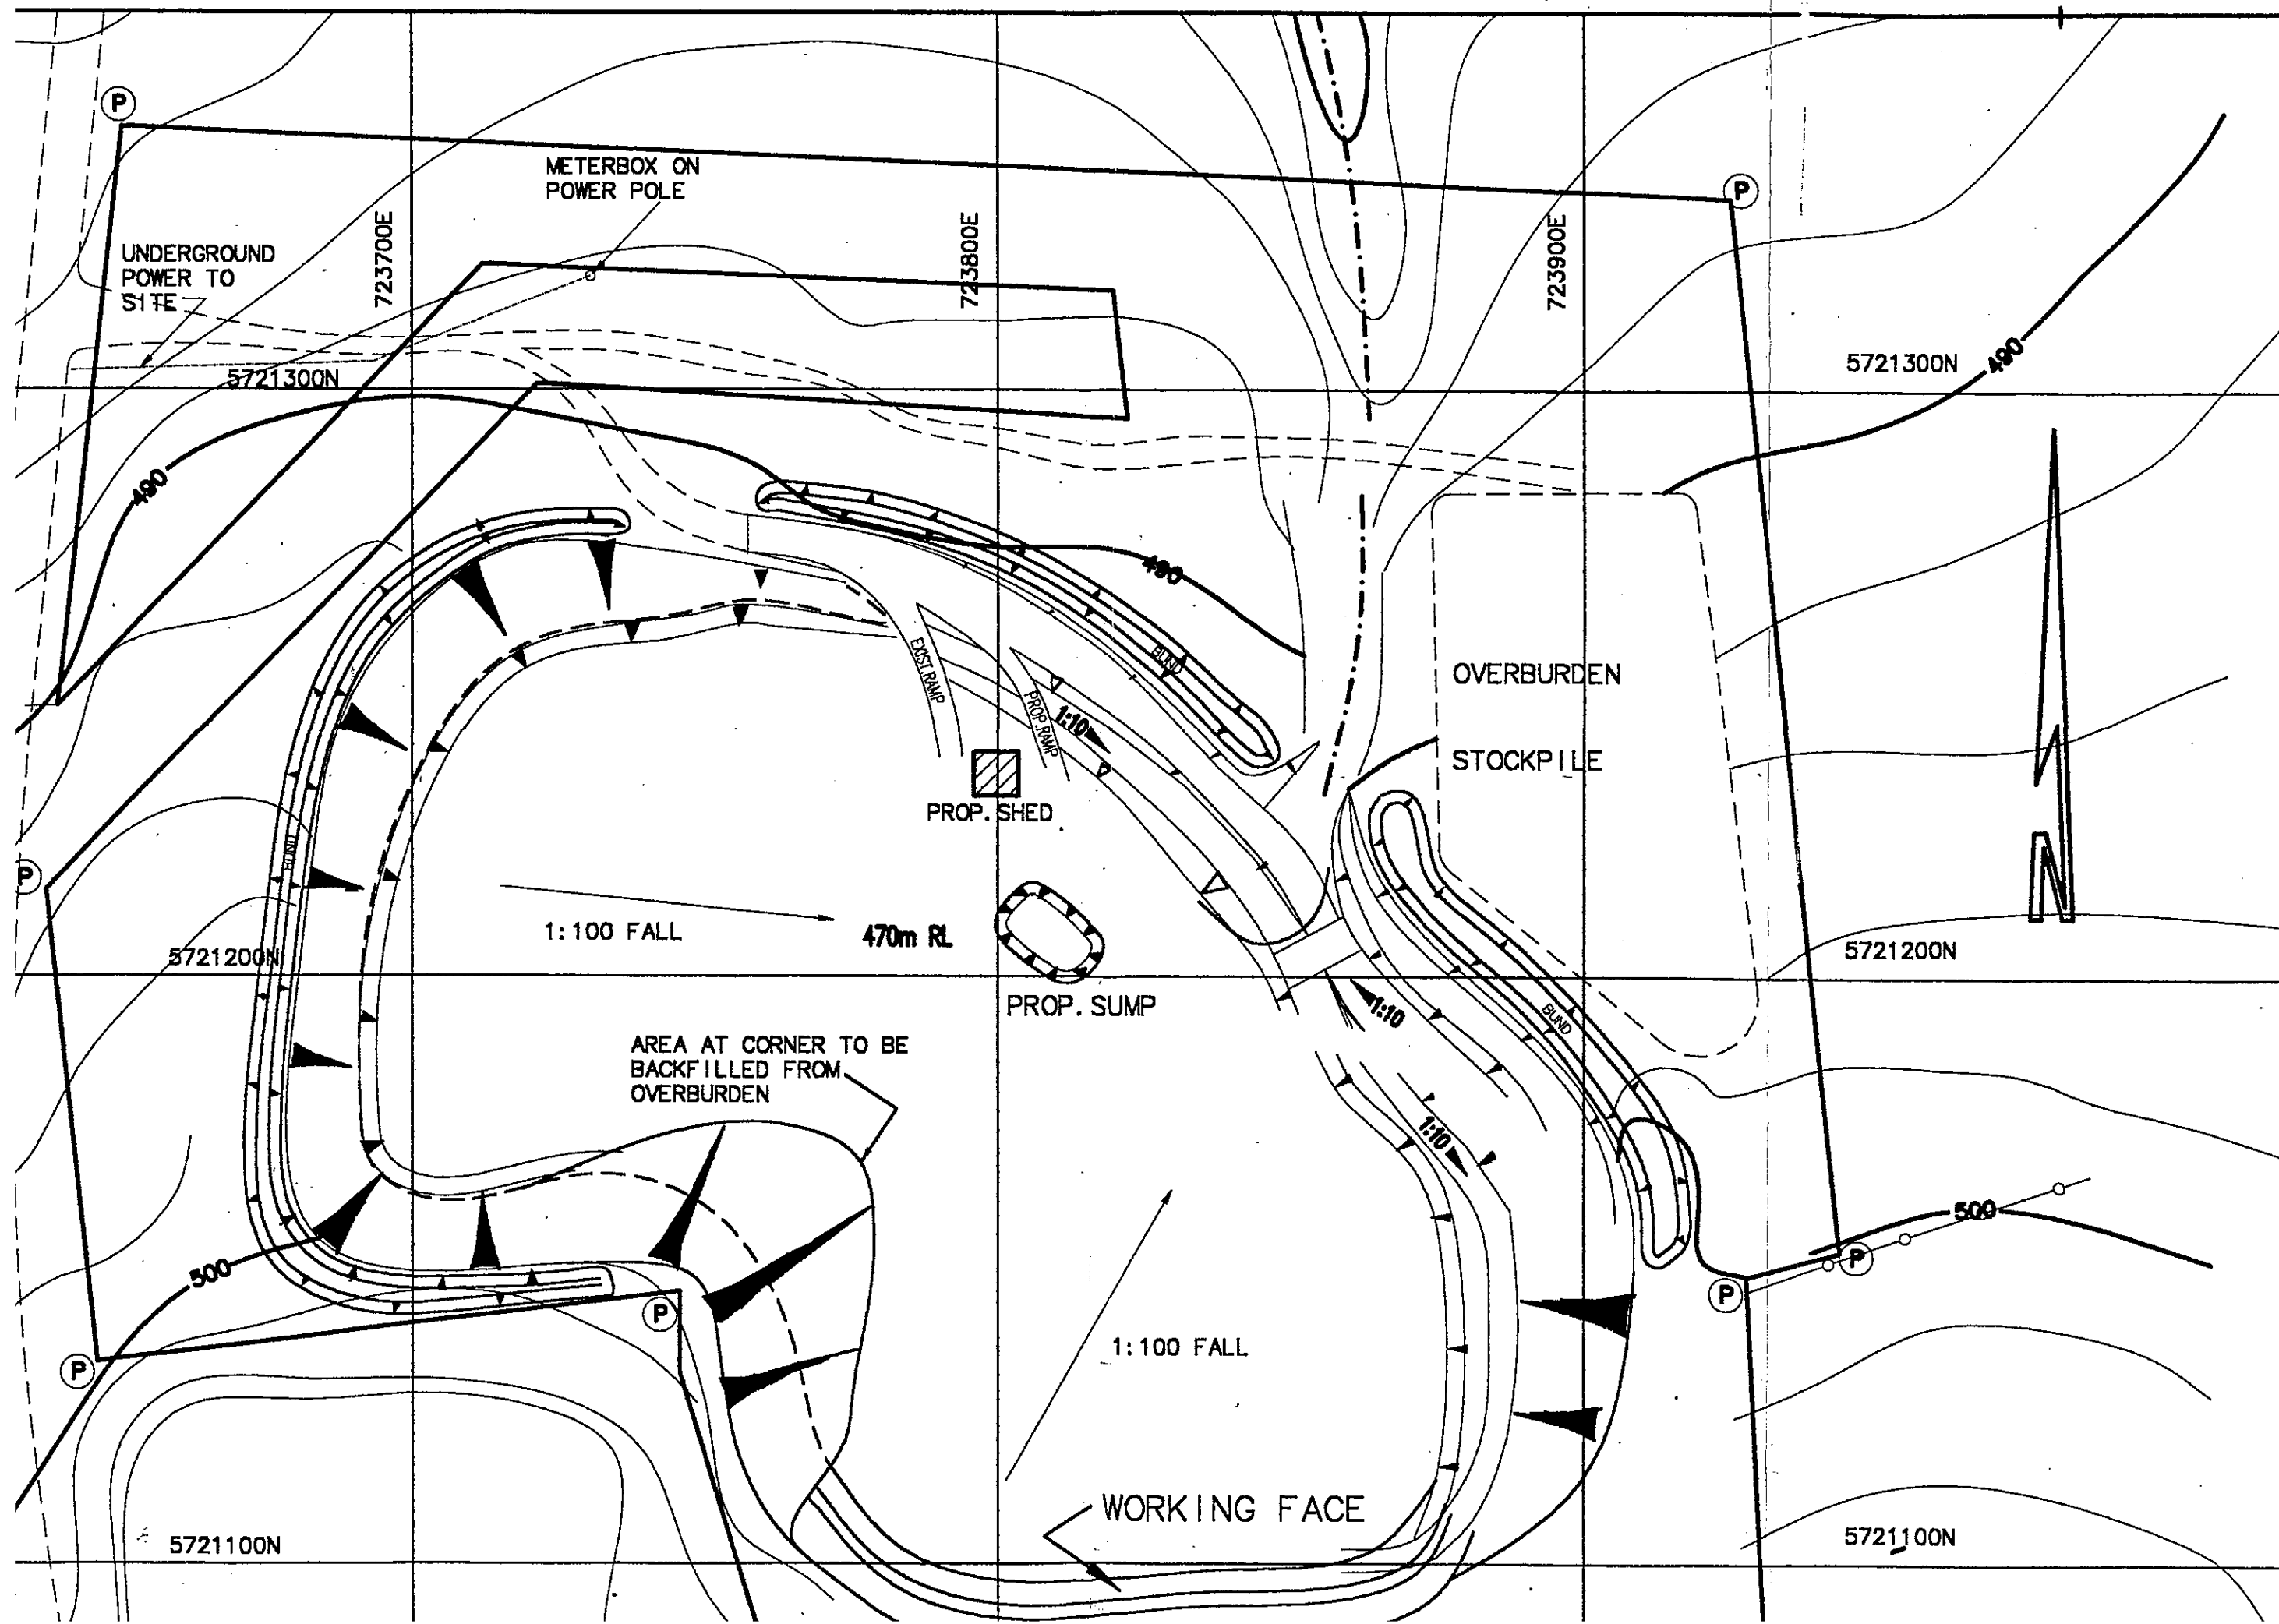 P
METERBOX ON
POWER POLE
P
UNDERGROUND
POWER TO
SITE
723700E
723800E
723900E
5721300N
5721300N
490
490
490
EXIST.RAMP
PROP.RAMP
1:10
BUND
OVERBURDEN
STOCKPILE
PROP. SHED
BUND
P
1:100 FALL
470m RL
5721200N
5721200N
PROP. SUMP
1:10
BUND
AREA AT CORNER TO BE
BACKFILLED FROM
OVERBURDEN
1:10
500
500
P
P
P
P
1:100 FALL
N
WORKING FACE
5721100N
5721100N